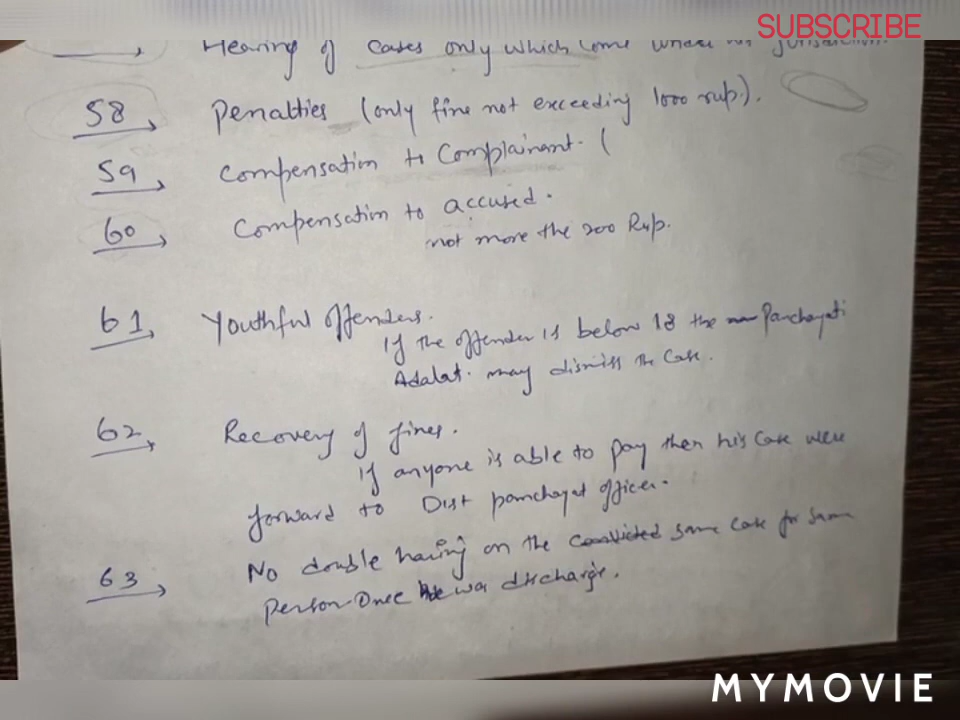 SUBSCRIBE
Hearing of cases only which come under
58 Penalties (only fine not exceeding 1000 rup).
59 Compensation to Complainant. (
60 Compensation to accused.
not more the 200 Rup.
61 Youthful offenders.
If the offender is below 18 the Panchayati
Adalat. may dismiss the Case.
62 Recovery of fines.
If anyone is able to pay then his Case were
forward to Dist panchayat officer.
63 No double having on the same case for same
person once he was discharge.
MYMOVIE